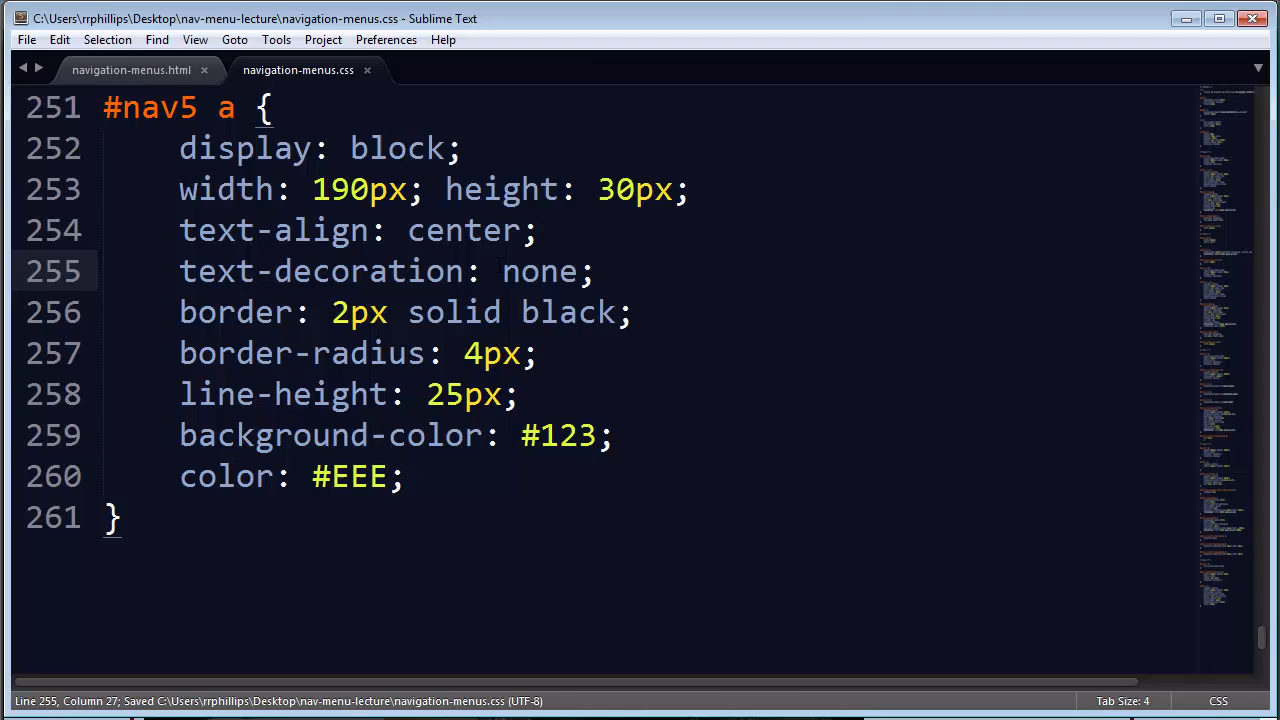 C:\Users\rrphillips\Desktop\nav-menu-lecture\navigation-menus.css - Sublime Text
File Edit Selection Find View Goto Tools Project Preferences Help
navigation-menus.html × navigation-menus.css ×
251 #nav5 a {
252 display: block;
253 width: 190px; height: 30px;
254 text-align: center;
255 text-decoration: none;
256 border: 2px solid black;
257 border-radius: 4px;
258 line-height: 25px;
259 background-color: #123;
260 color: #EEE;
261 }
Line 255, Column 27; Saved C:\Users\rrphillips\Desktop\nav-menu-lecture\navigation-menus.css (UTF-8) Tab Size: 4 CSS